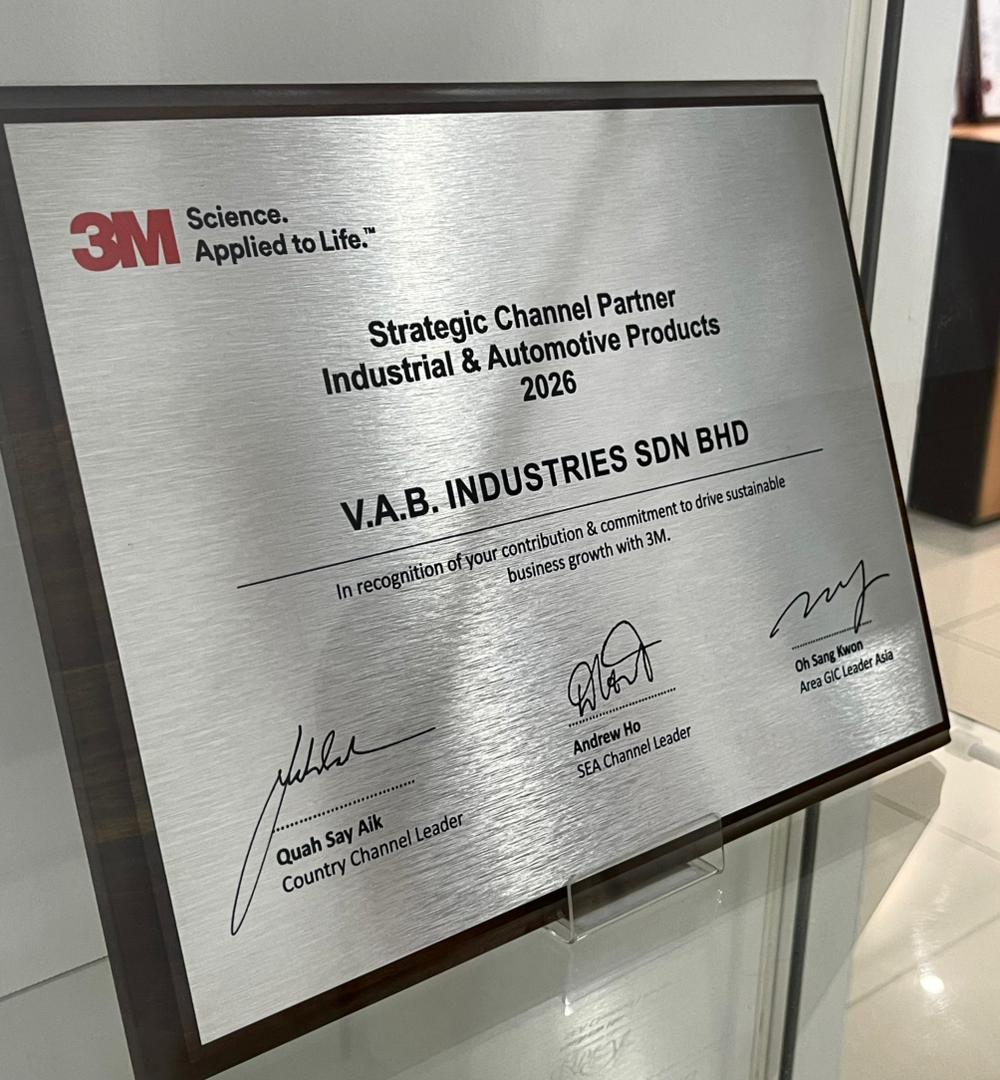 3M Science.
Applied to Life.™
Strategic Channel Partner
Industrial & Automotive Products
2026
V.A.B. INDUSTRIES SDN BHD
In recognition of your contribution & commitment to drive sustainable
business growth with 3M.
Quah Say Aik
Country Channel Leader
Andrew Ho
SEA Channel Leader
Oh Sang Kwon
Area GIC Leader Asia